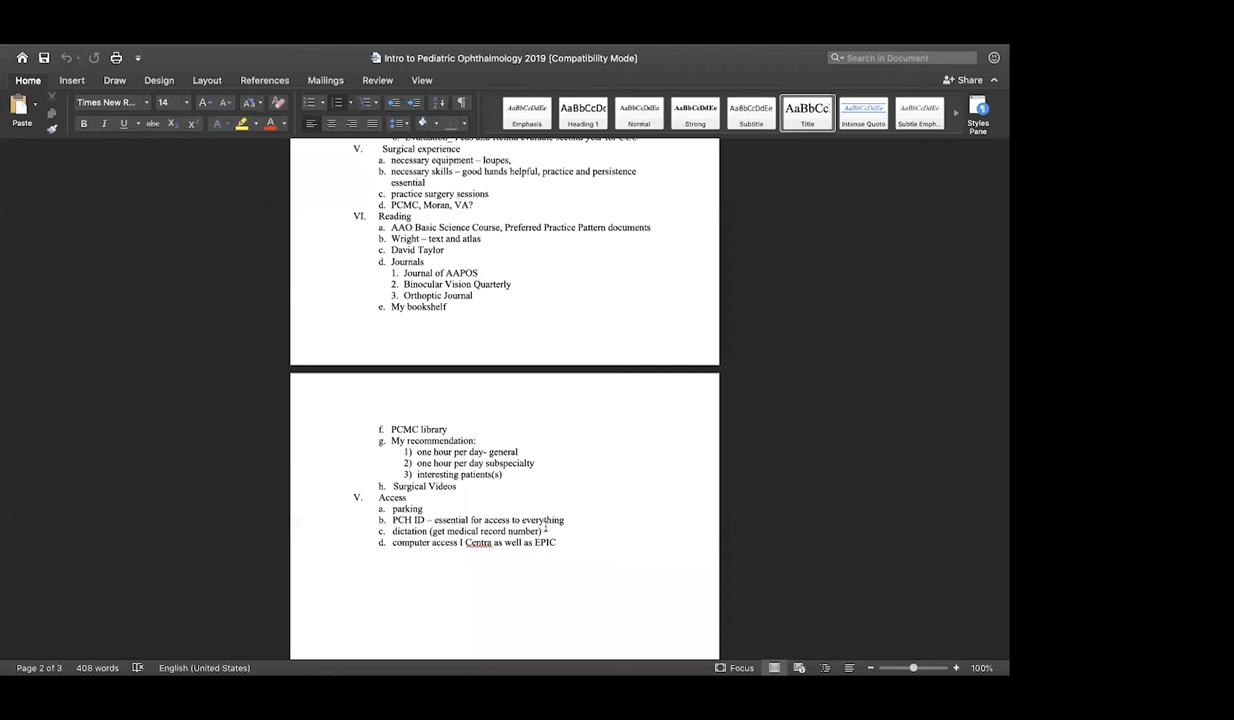 Intro to Pediatric Ophthalmology 2019 [Compatibility Mode]
Search in Document
Home Insert Draw Design Layout References Mailings Review View
Share
Paste
Times New R... 14
AaBbCcDdEe AaBbCcDc AaBbCcDdEe AaBbCcDdEe AaBbCcDdEe AaBbCc AaBbCcDdEe AaBbCcDdEe
Emphasis Heading 1 Normal Strong Subtitle Title Intense Quote Subtle Emph...
Styles
Pane
V. Surgical experience
a. necessary equipment – loupes,
b. necessary skills – good hands helpful, practice and persistence
essential
c. practice surgery sessions
d. PCMC, Moran, VA?
VI. Reading
a. AAO Basic Science Course, Preferred Practice Pattern documents
b. Wright – text and atlas
c. David Taylor
d. Journals
1. Journal of AAPOS
2. Binocular Vision Quarterly
3. Orthoptic Journal
e. My bookshelf
f. PCMC library
g. My recommendation:
1) one hour per day- general
2) one hour per day subspecialty
3) interesting patients(s)
h. Surgical Videos
V. Access
a. parking
b. PCH ID – essential for access to everything
c. dictation (get medical record number)
d. computer access I Centra as well as EPIC
Page 2 of 3 408 words English (United States) Focus 100%